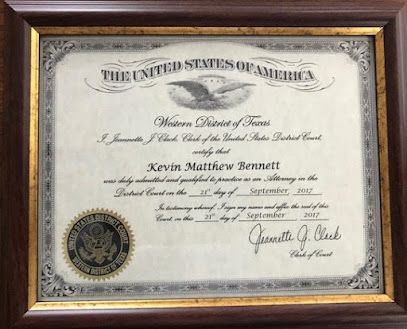 THE UNITED STATES OF AMERICA
Western District of Texas
I, Jeannette J. Clack, Clerk of the United States District Court,
certify that
Kevin Matthew Bennett
was duly admitted and qualified to practice as an Attorney in the
District Court on the 21st day of September, 2017
In testimony whereof, I sign my name and affix the seal of this
Court, on this 21st day of September, 2017
Jeannette J. Clack
Clerk of Court
UNITED STATES DISTRICT COURT
WESTERN DISTRICT OF TEXAS